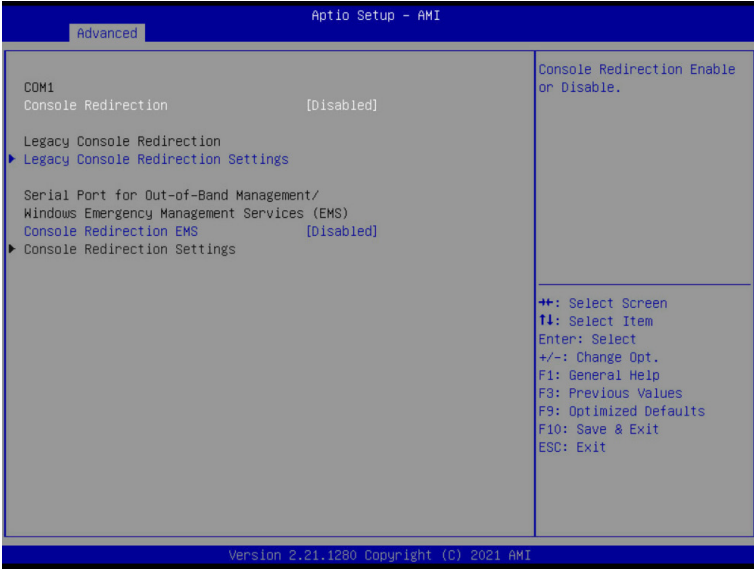 Aptio Setup - AMI
Advanced
COM1
Console Redirection [Disabled]
Legacy Console Redirection
Legacy Console Redirection Settings
Serial Port for Out-of-Band Management/
Windows Emergency Management Services (EMS)
Console Redirection EMS [Disabled]
Console Redirection Settings
Console Redirection Enable
or Disable.
→←: Select Screen
↑↓: Select Item
Enter: Select
+/-: Change Opt.
F1: General Help
F3: Previous Values
F9: Optimized Defaults
F10: Save & Exit
ESC: Exit
Version 2.21.1280 Copyright (C) 2021 AMI